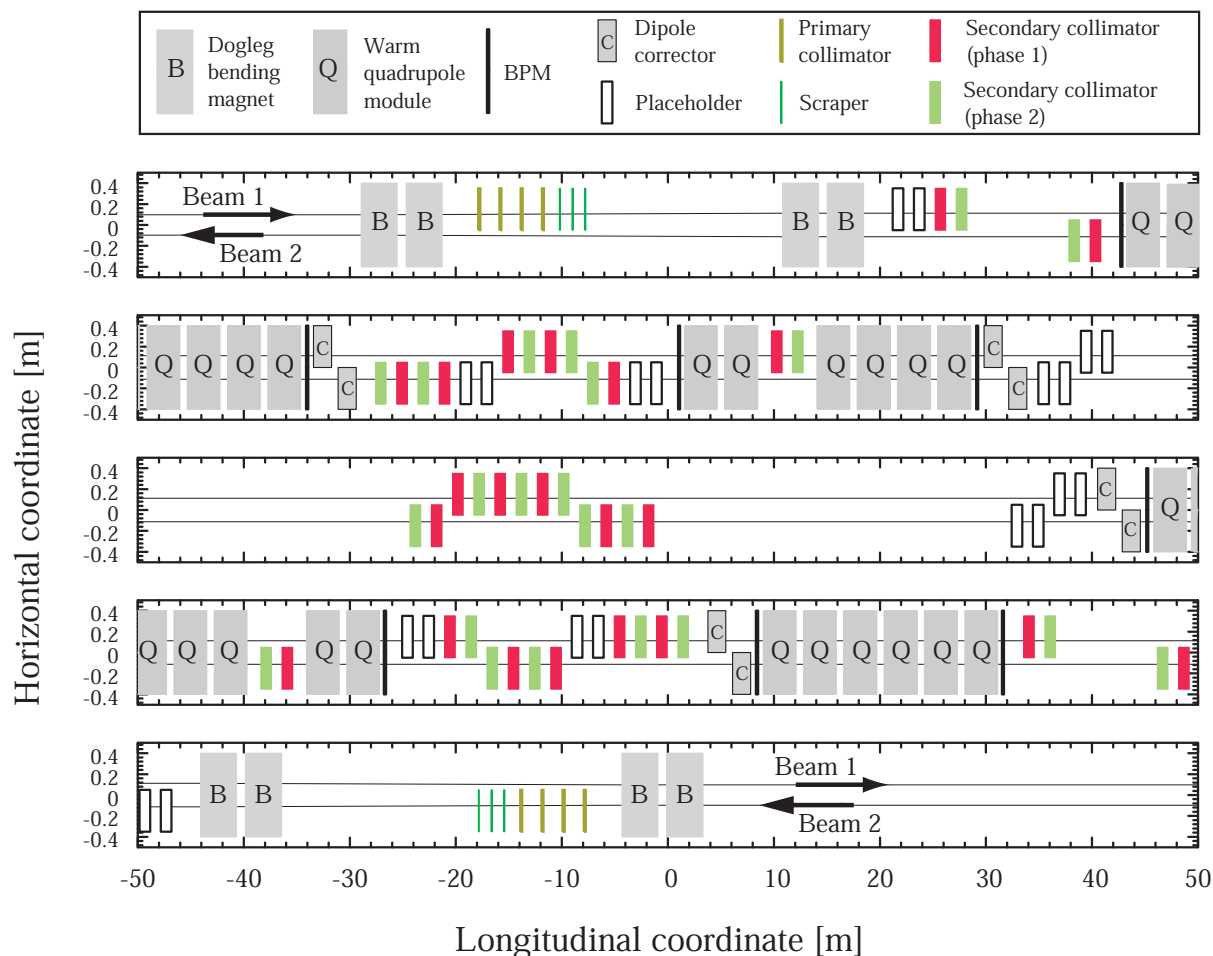 B
Dogleg
bending
magnet
Q
Warm
quadrupole
module
BPM
C
Dipole
corrector
Placeholder
Primary
collimator
Scraper
Secondary collimator
(phase 1)
Secondary collimator
(phase 2)
Horizontal coordinate [m]
0.4
0.2
0
-0.2
-0.4
Beam 1
Beam 2
B B B B Q Q
0.4
0.2
0
-0.2
-0.4
Q Q Q Q C C Q Q Q Q Q Q C C
0.4
0.2
0
-0.2
-0.4
C C Q
0.4
0.2
0
-0.2
-0.4
Q Q Q Q Q C C Q Q Q Q Q Q
0.4
0.2
0
-0.2
-0.4
B B B B
Beam 1
Beam 2
-50 -40 -30 -20 -10 0 10 20 30 40 50
Longitudinal coordinate [m]